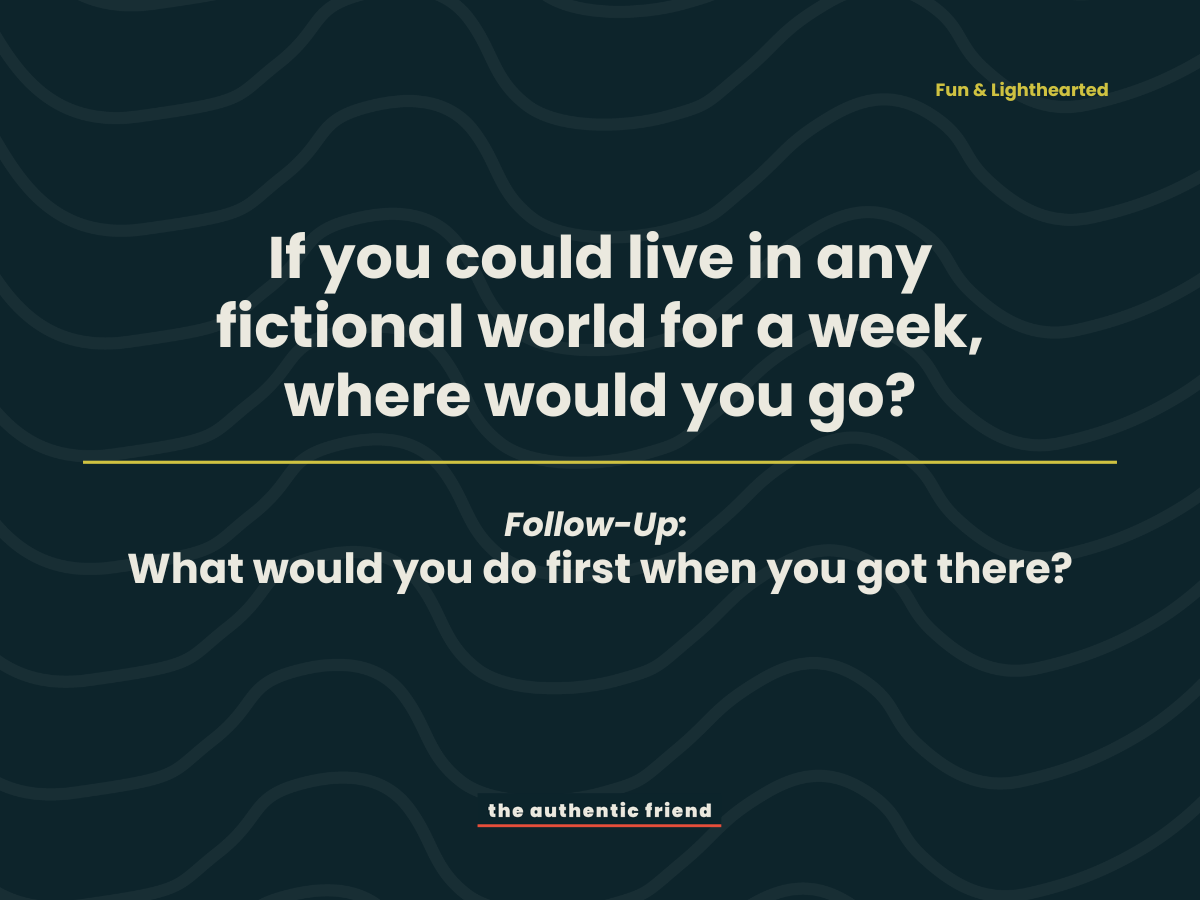 Fun & Lighthearted
If you could live in any
fictional world for a week,
where would you go?
Follow-Up:
What would you do first when you got there?
the authentic friend